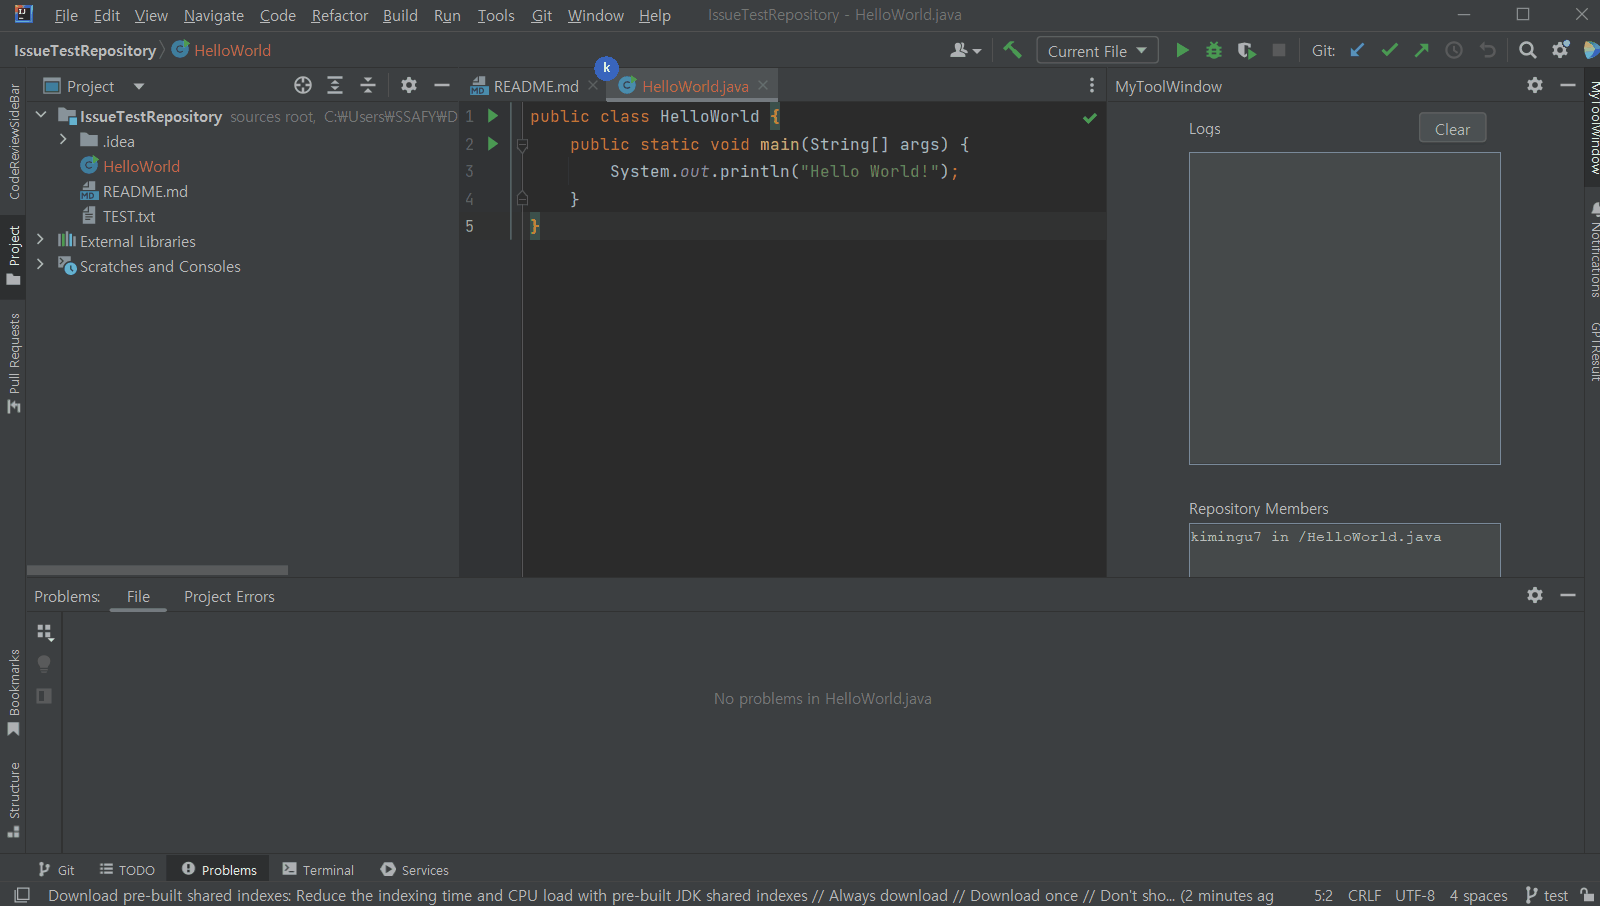 File Edit View Navigate Code Refactor Build Run Tools Git Window Help IssueTestRepository - HelloWorld.java
IssueTestRepository HelloWorld Current File Git:
k
Project README.md HelloWorld.java MyToolWindow
IssueTestRepository sources root, C:₩Users₩SSAFY₩D
.idea
HelloWorld
README.md
TEST.txt
External Libraries
Scratches and Consoles
1 public class HelloWorld {
2 public static void main(String[] args) {
3 System.out.println("Hello World!");
4 }
5 }
Logs Clear
Repository Members
kimingu7 in /HelloWorld.java
CodeReviewSideBar
Project
Pull Requests
Bookmarks
Structure
MyToolWindow
Notifications
GPTResult
Problems: File Project Errors
No problems in HelloWorld.java
Git TODO Problems Terminal Services
Download pre-built shared indexes: Reduce the indexing time and CPU load with pre-built JDK shared indexes // Always download // Download once // Don't sho... (2 minutes ag 5:2 CRLF UTF-8 4 spaces test